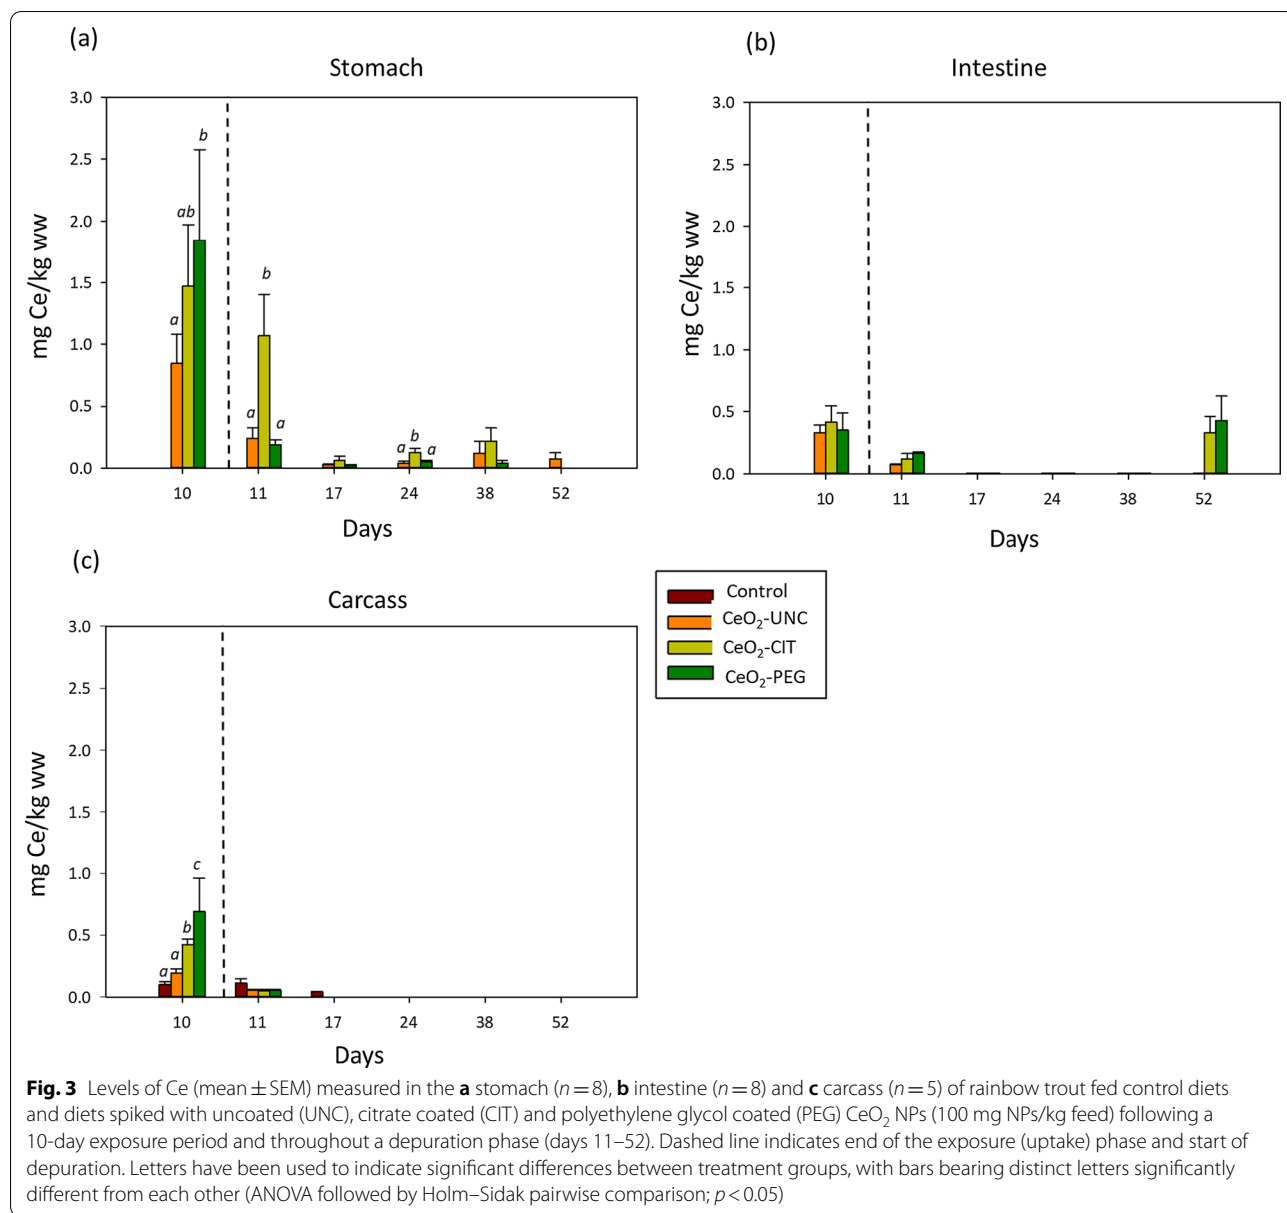 (a)
Stomach
3.0
2.5
2.0
1.5
1.0
0.5
0.0
mg Ce/kg ww
a
ab
b
a
b
a
a
b
a
10
11
17
24
38
52
Days
(b)
Intestine
3.0
2.5
2.0
1.5
1.0
0.5
0.0
mg Ce/kg ww
10
11
17
24
38
52
Days
(c)
Carcass
3.0
2.5
2.0
1.5
1.0
0.5
0.0
mg Ce/kg ww
a
a
b
c
10
11
17
24
38
52
Days
Control
CeO₂-UNC
CeO₂-CIT
CeO₂-PEG
Fig. 3 Levels of Ce (mean ± SEM) measured in the a stomach (n = 8), b intestine (n = 8) and c carcass (n = 5) of rainbow trout fed control diets
and diets spiked with uncoated (UNC), citrate coated (CIT) and polyethylene glycol coated (PEG) CeO₂ NPs (100 mg NPs/kg feed) following a
10-day exposure period and throughout a depuration phase (days 11–52). Dashed line indicates end of the exposure (uptake) phase and start of
depuration. Letters have been used to indicate significant differences between treatment groups, with bars bearing distinct letters significantly
different from each other (ANOVA followed by Holm–Sidak pairwise comparison; p < 0.05)